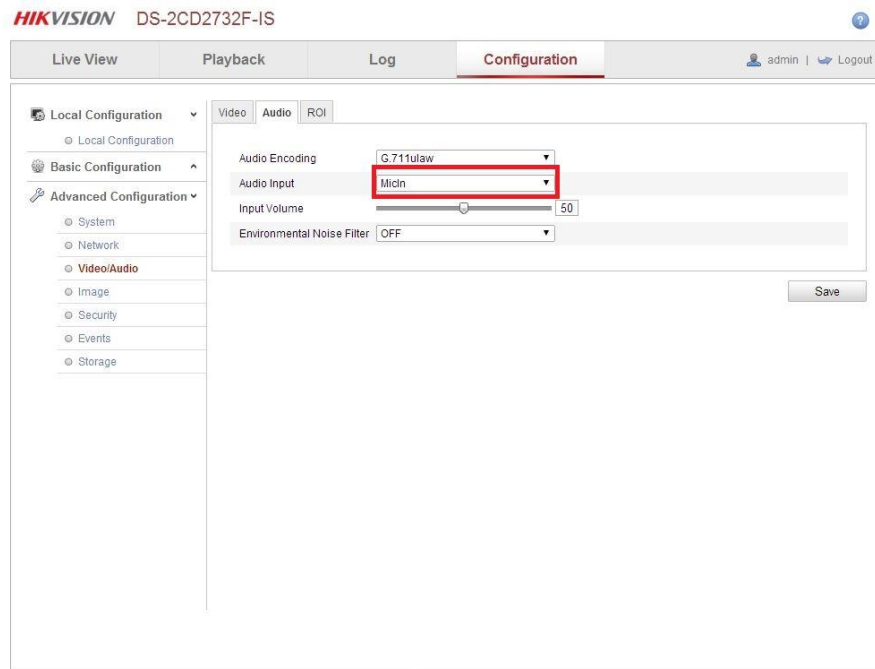 HIKVISION DS-2CD2732F-IS
Live View Playback Log Configuration admin | Logout
Local Configuration
Local Configuration
Basic Configuration
Advanced Configuration
System
Network
Video/Audio
Image
Security
Events
Storage
Video Audio ROI
Audio Encoding G.711ulaw
Audio Input MicIn
Input Volume 50
Environmental Noise Filter OFF
Save